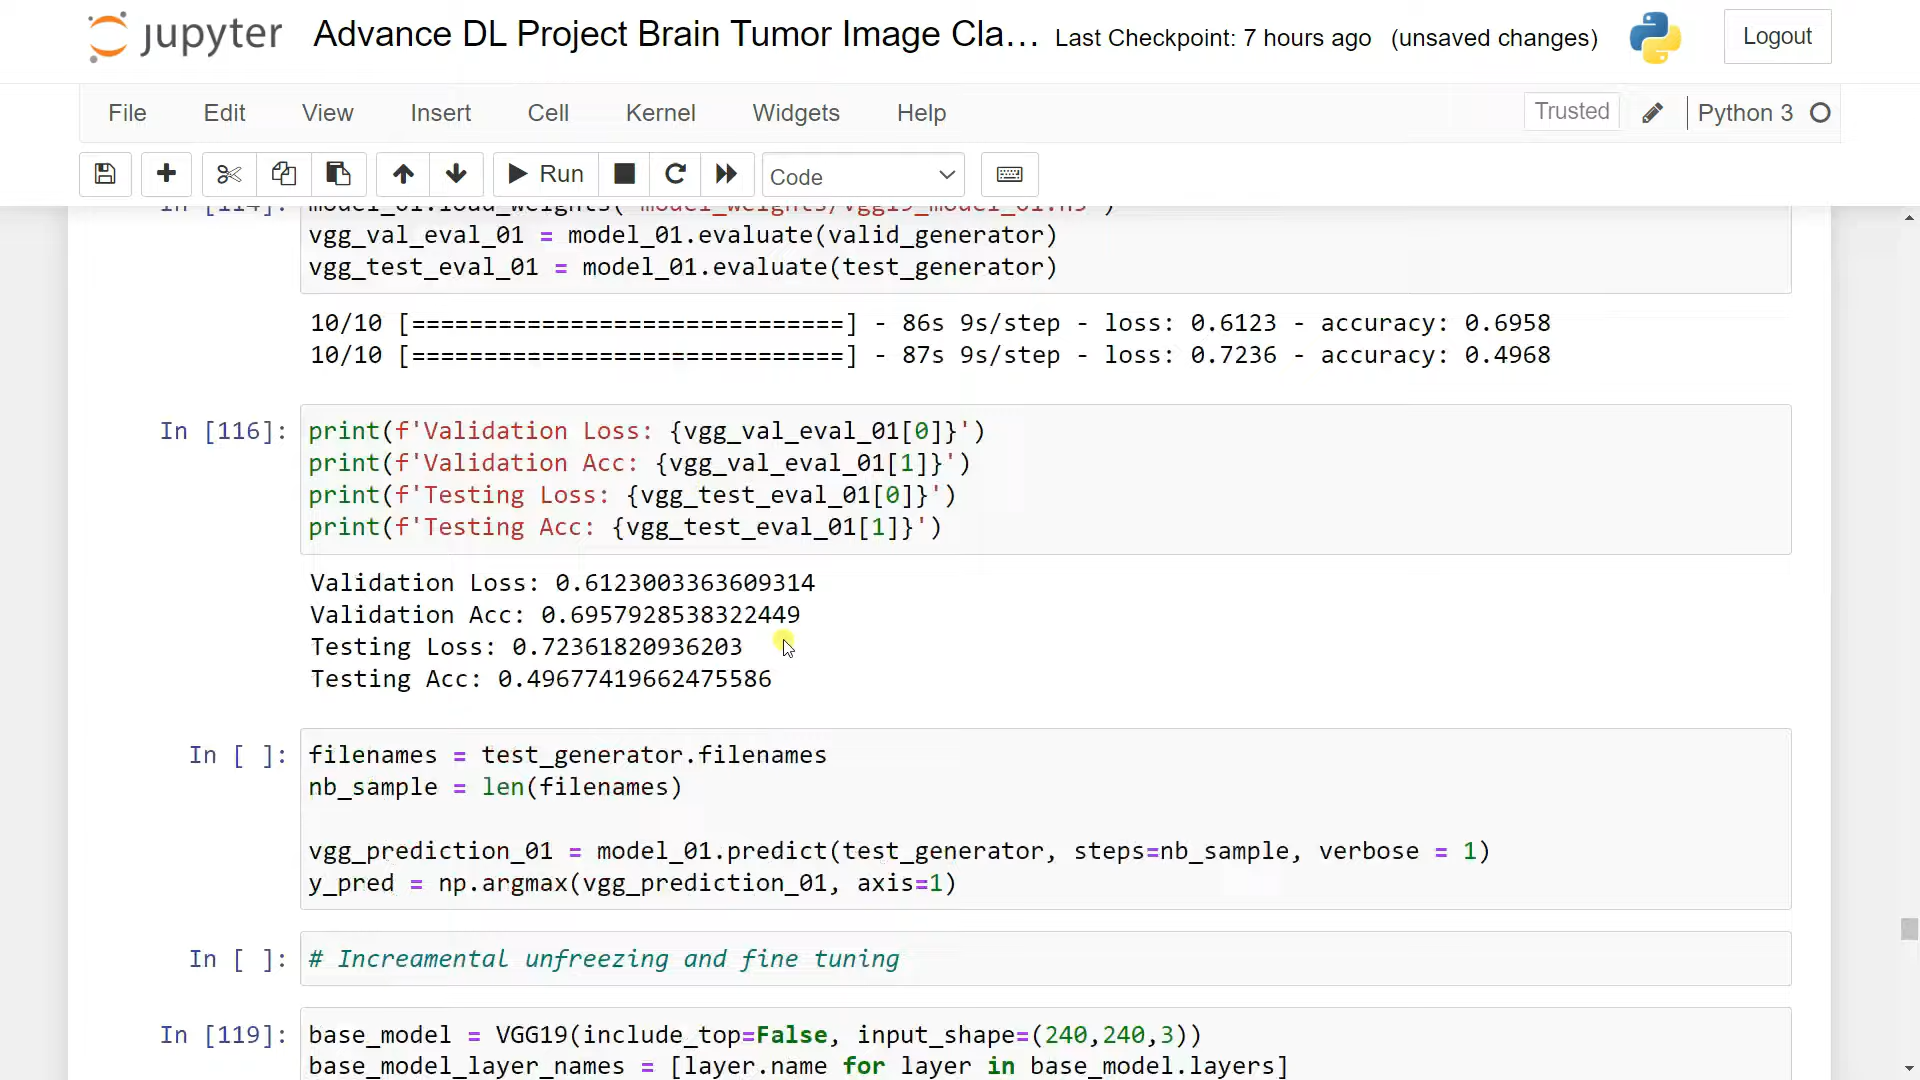 jupyter Advance DL Project Brain Tumor Image Cla... Last Checkpoint: 7 hours ago (unsaved changes) Logout
File Edit View Insert Cell Kernel Widgets Help Trusted Python 3
Run Code
In [114]: model_01.load_weights( model_weights/vgg19_model_01.h5 )
vgg_val_eval_01 = model_01.evaluate(valid_generator)
vgg_test_eval_01 = model_01.evaluate(test_generator)
10/10 [==============================] - 86s 9s/step - loss: 0.6123 - accuracy: 0.6958
10/10 [==============================] - 87s 9s/step - loss: 0.7236 - accuracy: 0.4968
In [116]: print(f'Validation Loss: {vgg_val_eval_01[0]}')
print(f'Validation Acc: {vgg_val_eval_01[1]}')
print(f'Testing Loss: {vgg_test_eval_01[0]}')
print(f'Testing Acc: {vgg_test_eval_01[1]}')
Validation Loss: 0.6123003363609314
Validation Acc: 0.6957928538322449
Testing Loss: 0.72361820936203
Testing Acc: 0.49677419662475586
In [ ]: filenames = test_generator.filenames
nb_sample = len(filenames)
vgg_prediction_01 = model_01.predict(test_generator, steps=nb_sample, verbose = 1)
y_pred = np.argmax(vgg_prediction_01, axis=1)
In [ ]: # Increamental unfreezing and fine tuning
In [119]: base_model = VGG19(include_top=False, input_shape=(240,240,3))
base_model_layer_names = [layer.name for layer in base_model.layers]